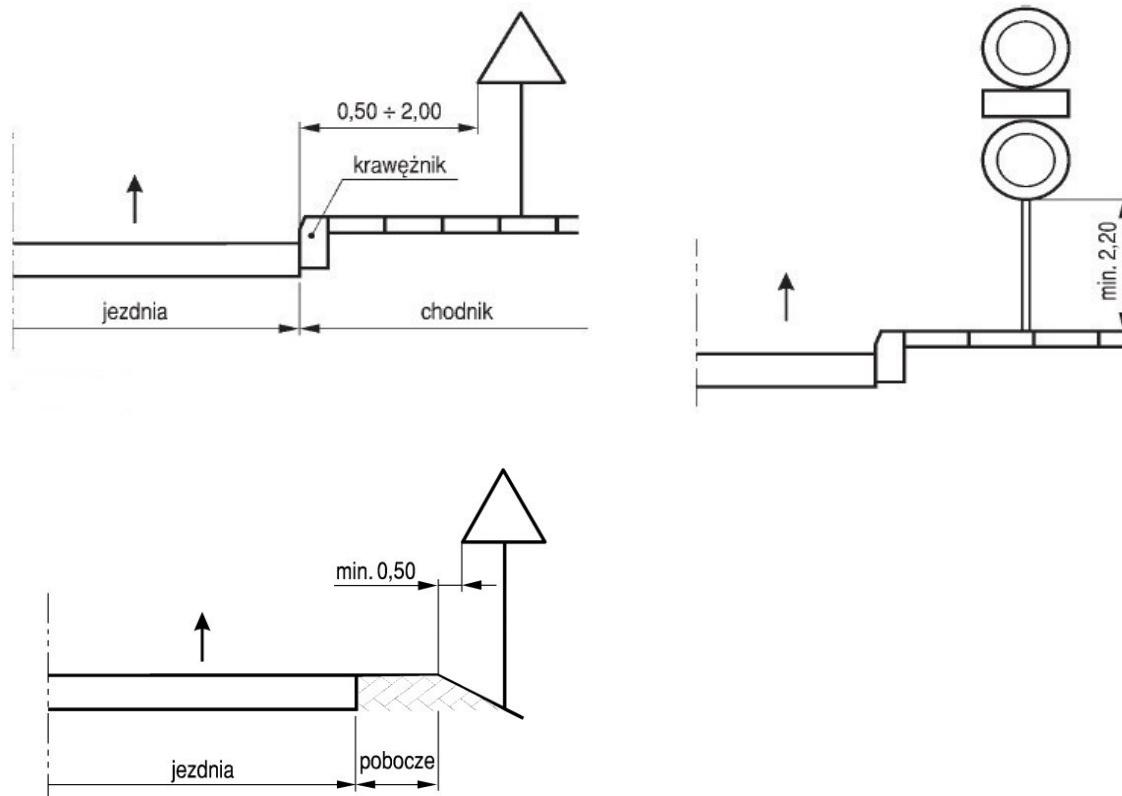 0,50 ÷ 2,00
krawężnik
jezdnia
chodnik
min. 2,20
min. 0,50
jezdnia
pobocze